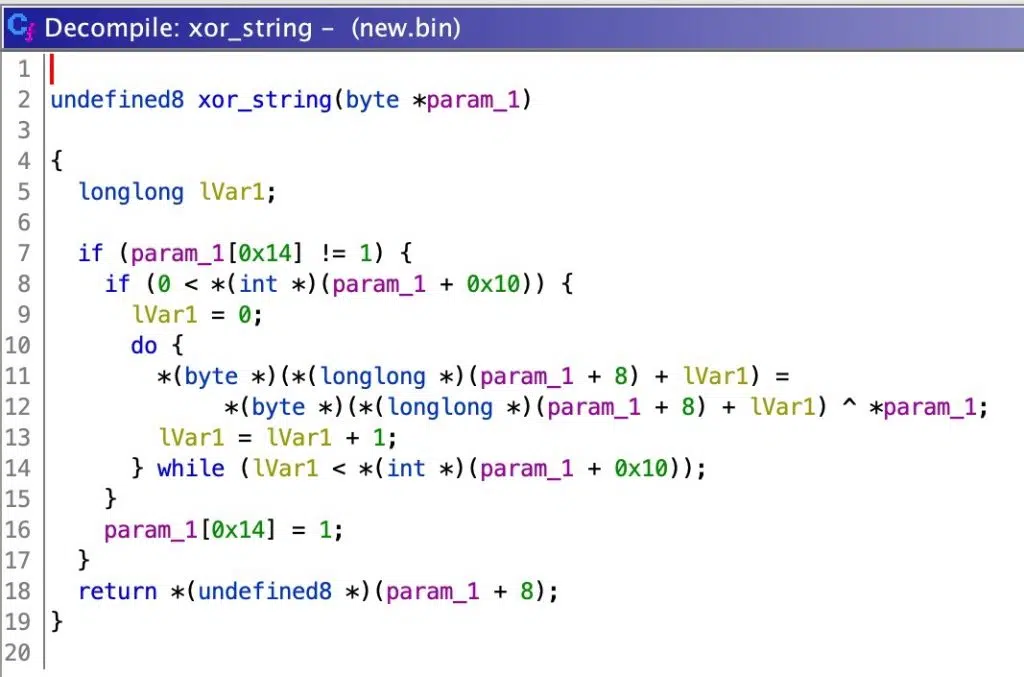 Decompile: xor_string – (new.bin)
1
2 undefined8 xor_string(byte *param_1)
3
4 {
5   longlong lVar1;
6
7   if (param_1[0x14] != 1) {
8     if (0 < *(int *)(param_1 + 0x10)) {
9       lVar1 = 0;
10       do {
11         *(byte *)(*(longlong *)(param_1 + 8) + lVar1) =
12              *(byte *)(*(longlong *)(param_1 + 8) + lVar1) ^ *param_1;
13         lVar1 = lVar1 + 1;
14       } while (lVar1 < *(int *)(param_1 + 0x10));
15     }
16     param_1[0x14] = 1;
17   }
18   return *(undefined8 *)(param_1 + 8);
19 }
20